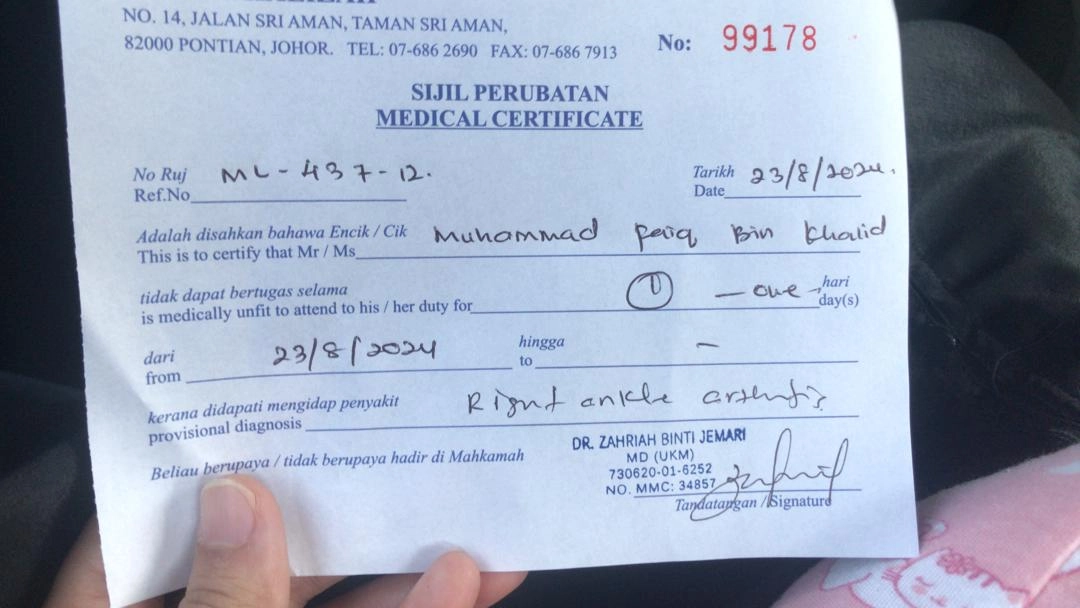 NO. 14, JALAN SRI AMAN, TAMAN SRI AMAN,
82000 PONTIAN, JOHOR. TEL: 07-686 2690 FAX: 07-686 7913
No: 99178
SIJIL PERUBATAN
MEDICAL CERTIFICATE
No Ruj
Ref.No ML-437-12.
Tarikh
Date 23/8/2024.
Adalah disahkan bahawa Encik / Cik
This is to certify that Mr / Ms Muhammad Faiq Bin Khalid
tidak dapat bertugas selama
is medically unfit to attend to his / her duty for 1 — one hari
day(s)
dari
from 23/8/2024
hingga
to —
kerana didapati mengidap penyakit
provisional diagnosis Right ankle arthritis
Beliau berupaya / tidak berupaya hadir di Mahkamah
DR. ZAHRIAH BINTI JEMARI
MD (UKM)
730620-01-6252
NO. MMC: 34857
Tandatangan / Signature